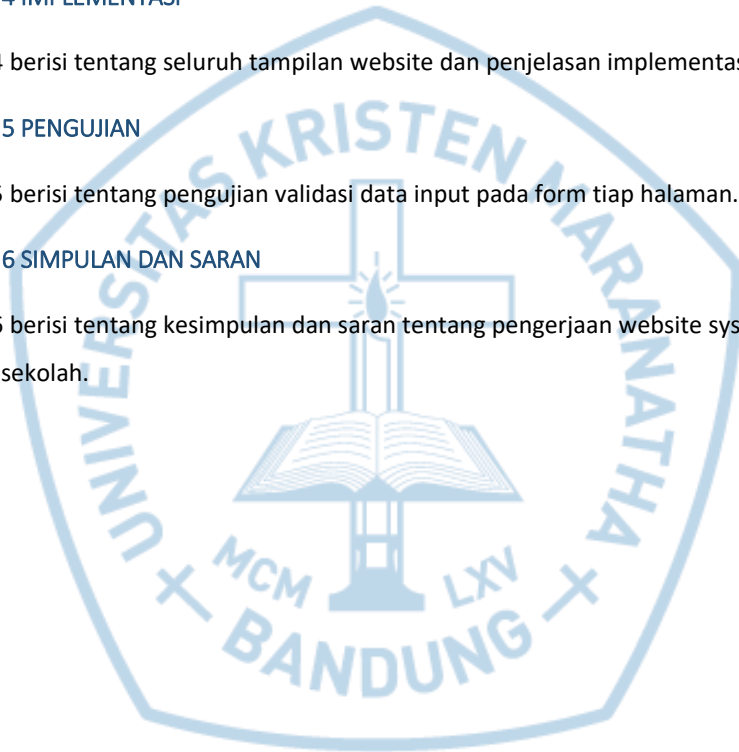 4 IMPLEMENTASI
4 berisi tentang seluruh tampilan website dan penjelasan implementas
5 PENGUJIAN
5 berisi tentang pengujian validasi data input pada form tiap halaman.
6 SIMPULAN DAN SARAN
6 berisi tentang kesimpulan dan saran tentang pengerjaan website sys
sekolah.
UNIVERSITAS KRISTEN MARANATHA
MCM LXV
BANDUNG